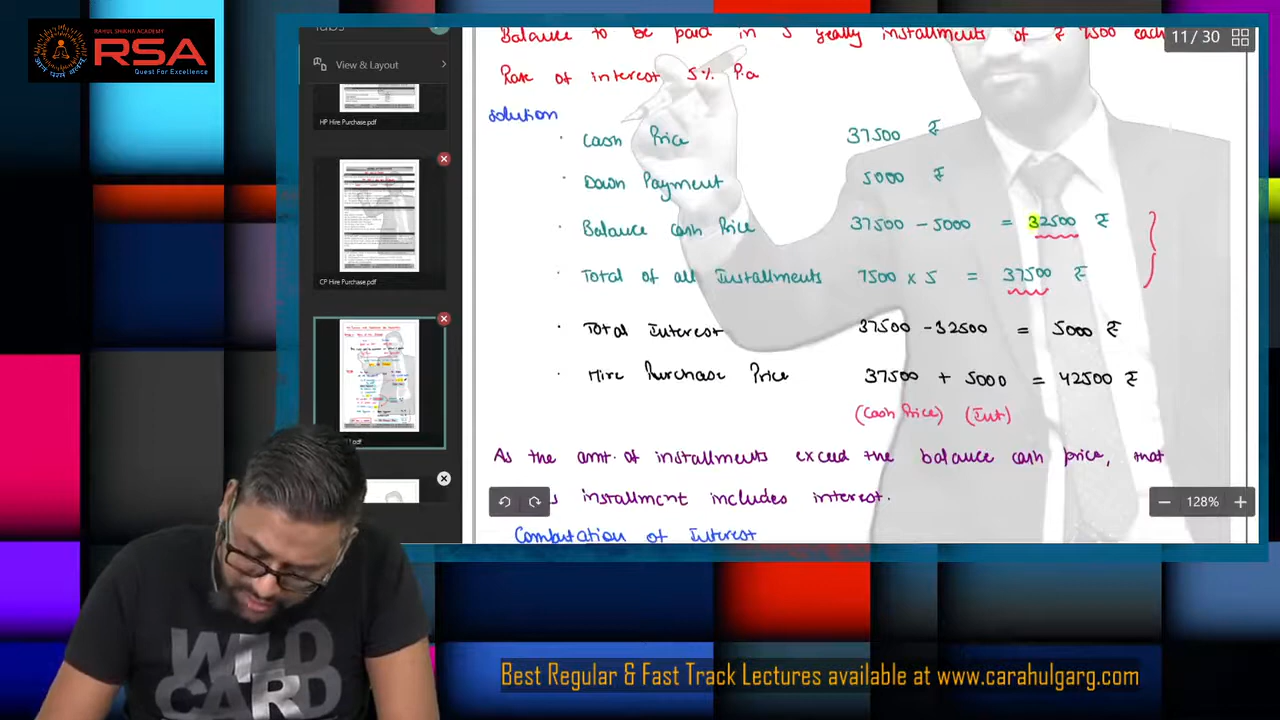 RAHUL SHIKHA ACADEMY
RSA
Quest For Excellence
View & Layout
HP Hire Purchase.pdf
CP Hire Purchase.pdf
.pdf
11 / 30
Balance to be paid in 5 yearly installments of ₹ 7500 each
Rate of interest 5% P.a
Solution
· Cash Price 37500 ₹
· Down Payment 5000 ₹
· Balance cash Price 37500 - 5000 = 32500 ₹
· Total of all Installments 7500 x 5 = 37500 ₹
· Total Interest 37500 - 32500 = 5000 ₹
· Hire Purchase Price 37500 + 5000 = 42500 ₹
(Cash Price) (Int)
As the amt. of installments exceed the balance cash price, that
installment includes interest.
128%
Computation of Interest
WILD
CARD
Best Regular & Fast Track Lectures available at www.carahulgarg.com